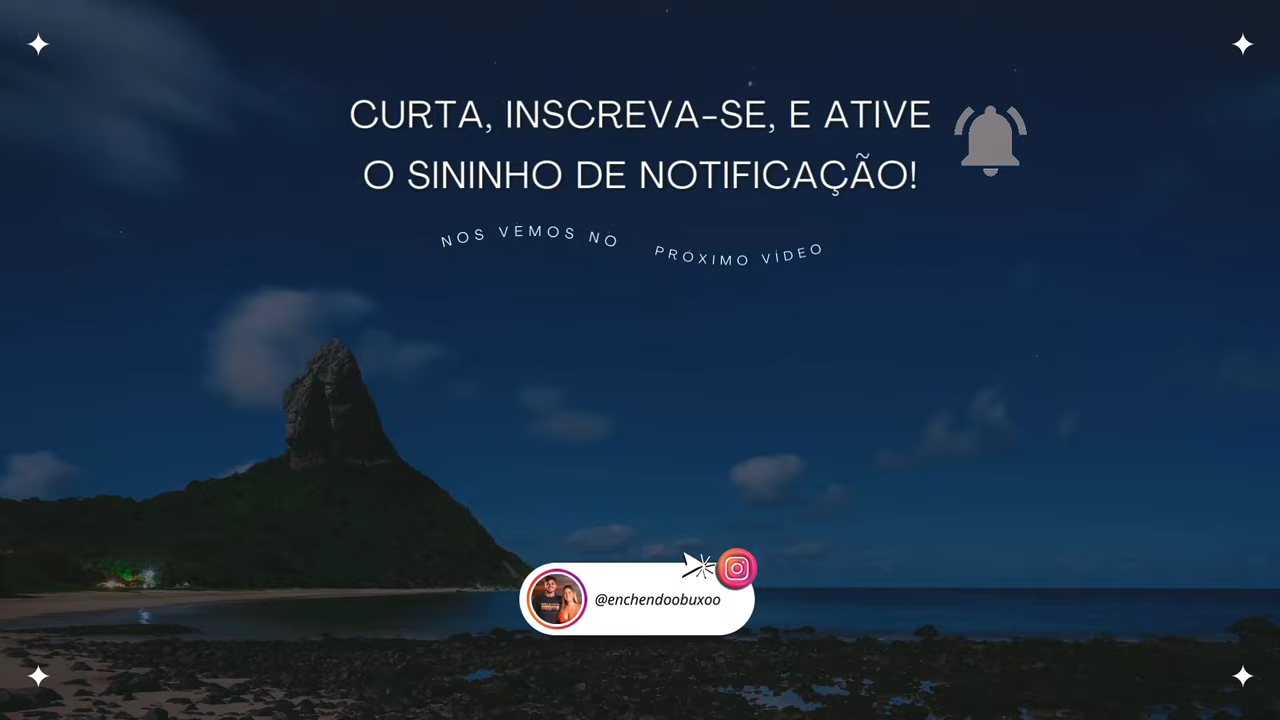 CURTA, INSCREVA-SE, E ATIVE
O SININHO DE NOTIFICAÇÃO!
NOS VEMOS NO PRÓXIMO VÍDEO
@enchendoobuxoo